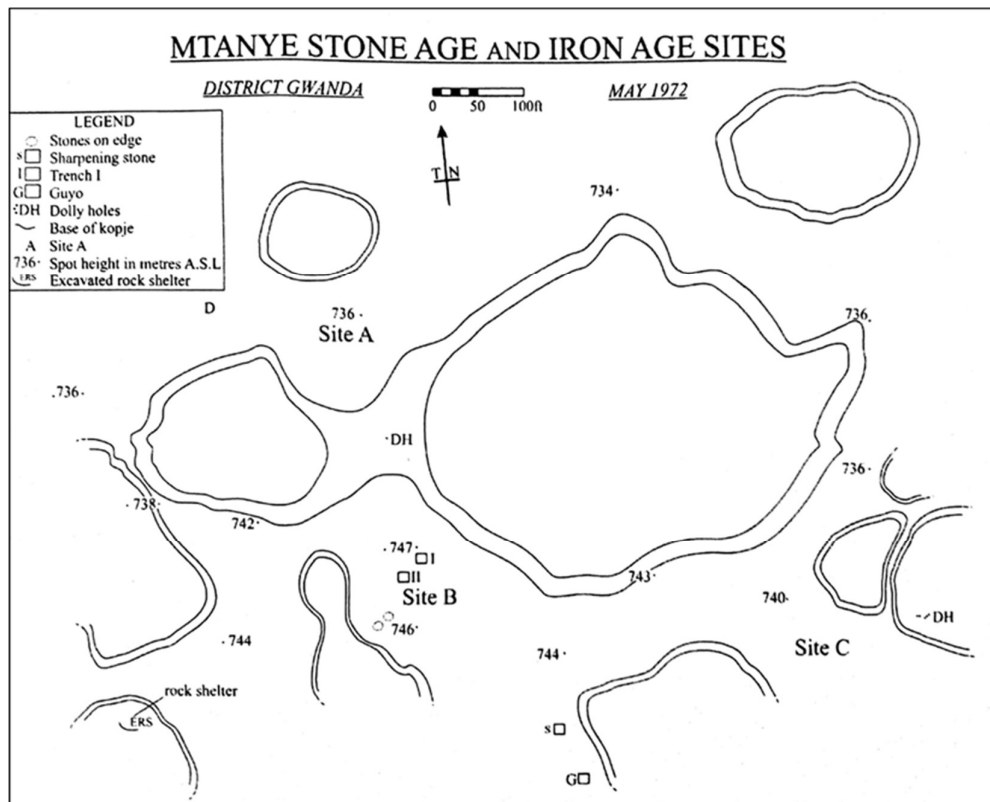 MTANYE STONE AGE AND IRON AGE SITES
DISTRICT GWANDA
0 50 100ft
MAY 1972
T N
LEGEND
Stones on edge
s Sharpening stone
I Trench I
G Guyo
DH Dolly holes
Base of kopje
A Site A
736 Spot height in metres A.S.L
ERS Excavated rock shelter
734
D
736
Site A
736
736
DH
736
738
742
747
I
II
Site B
746
743
740
DH
744
744
Site C
rock shelter
ERS
s
G